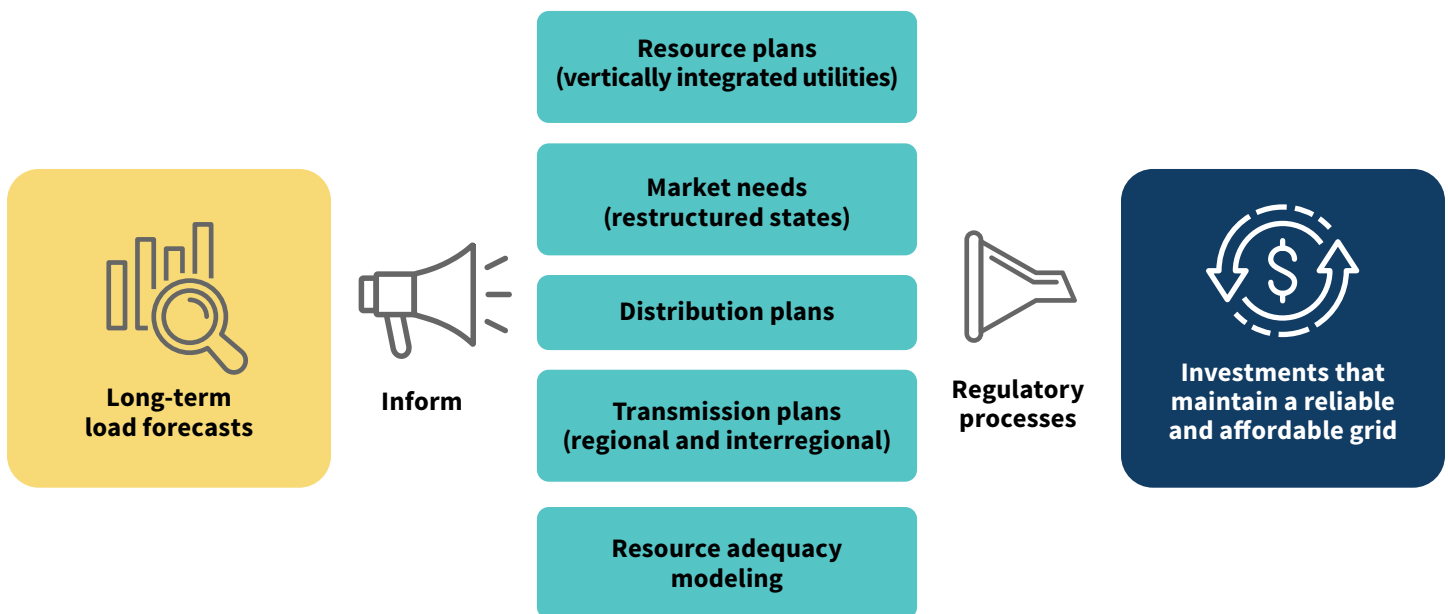 Long-term
load forecasts
Inform
Resource plans
(vertically integrated utilities)
Market needs
(restructured states)
Distribution plans
Transmission plans
(regional and interregional)
Resource adequacy
modeling
Regulatory
processes
$
Investments that
maintain a reliable
and affordable grid